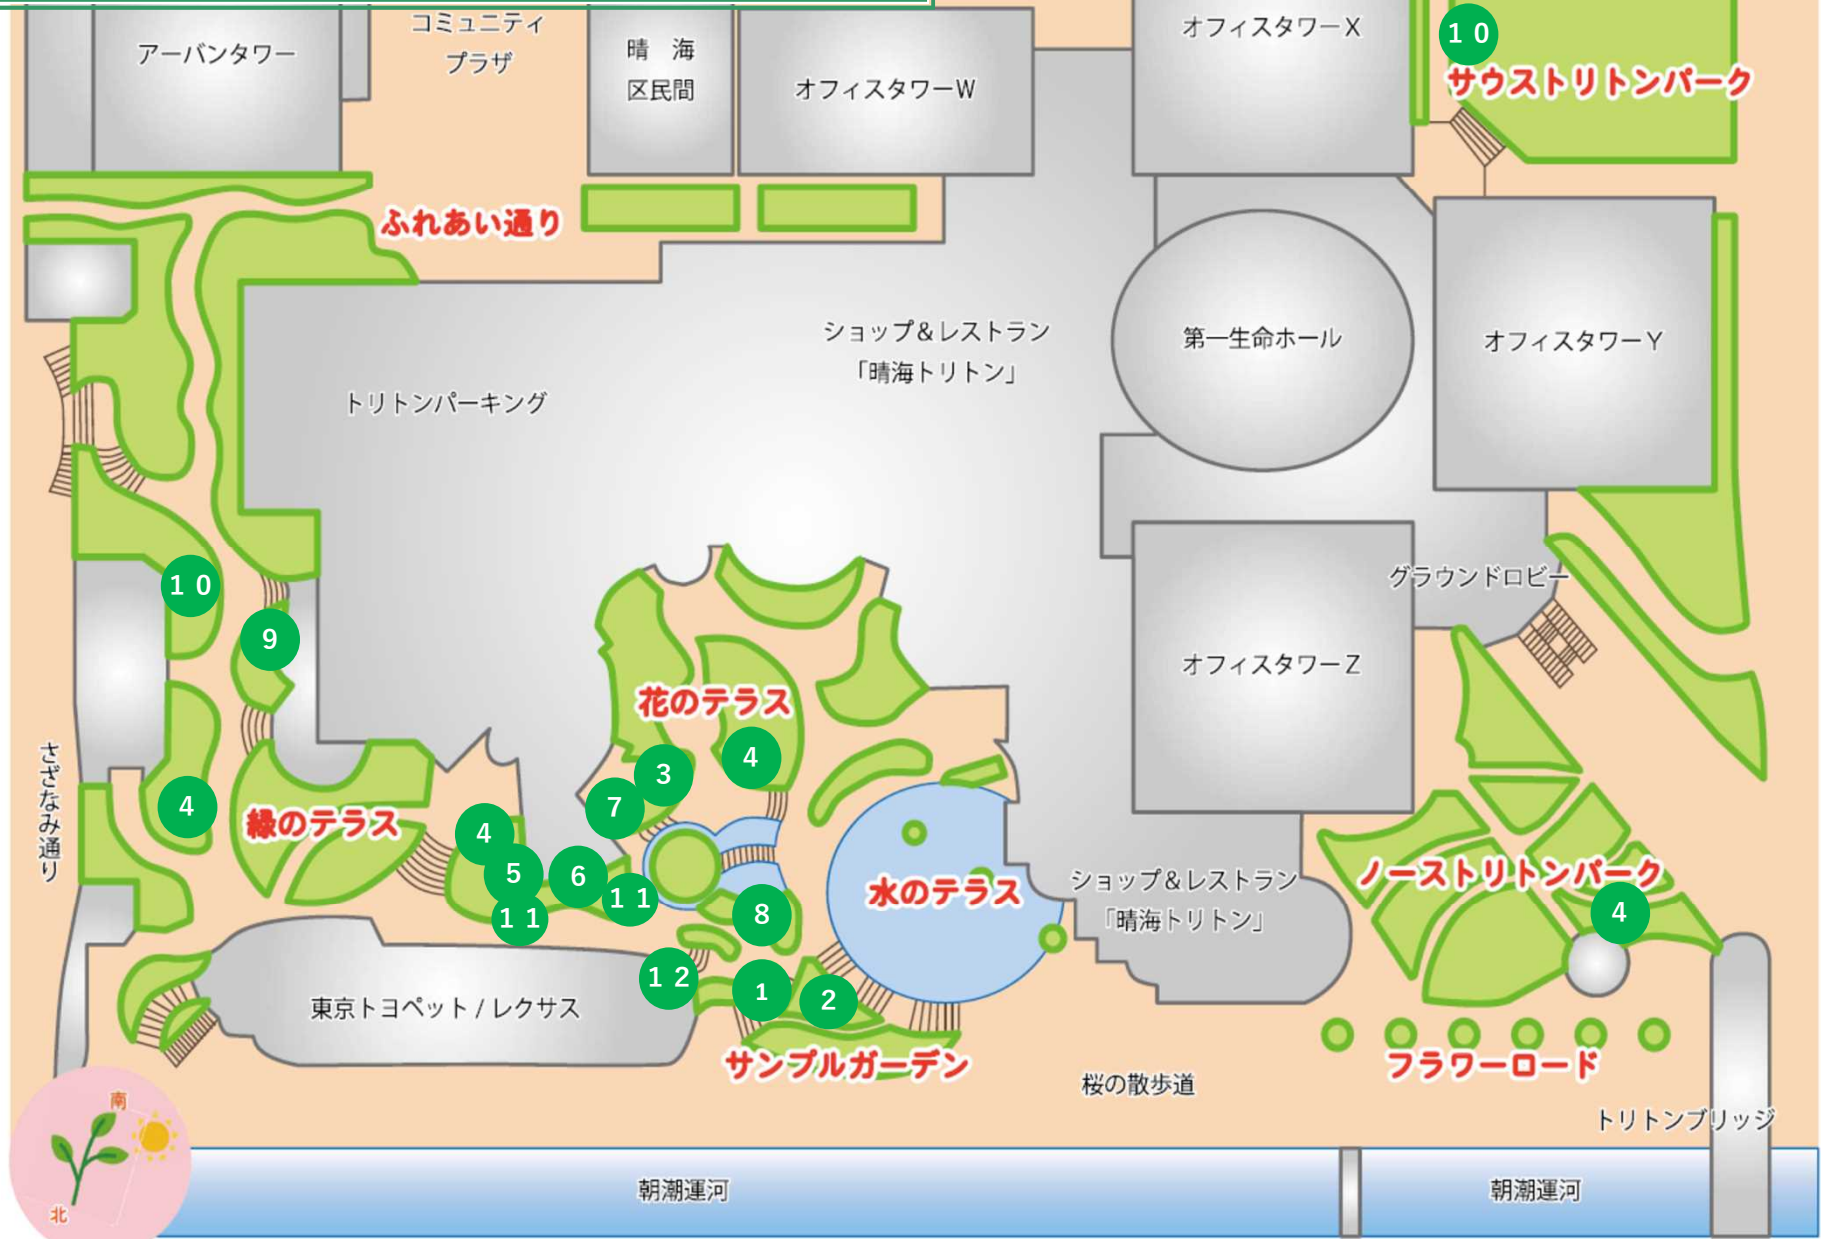 コミュニティ
プラザ
アーバンタワー
晴 海
区民間
オフィスタワーW
オフィスタワーX
10
サウストリトンパーク
ふれあい通り
ショップ&レストラン
「晴海トリトン」
第一生命ホール
オフィスタワーY
トリトンパーキング
グラウンドロビー
10
9
オフィスタワーZ
花のテラス
さざなみ通り
4
3
4
7
緑のテラス
4
5
6
11
11
8
水のテラス
ショップ&レストラン
「晴海トリトン」
ノーストリトンパーク
4
12
1
2
東京トヨペット/レクサス
サンプルガーデン
フラワーロード
桜の散歩道
トリトンブリッジ
南
北
朝潮運河
朝潮運河